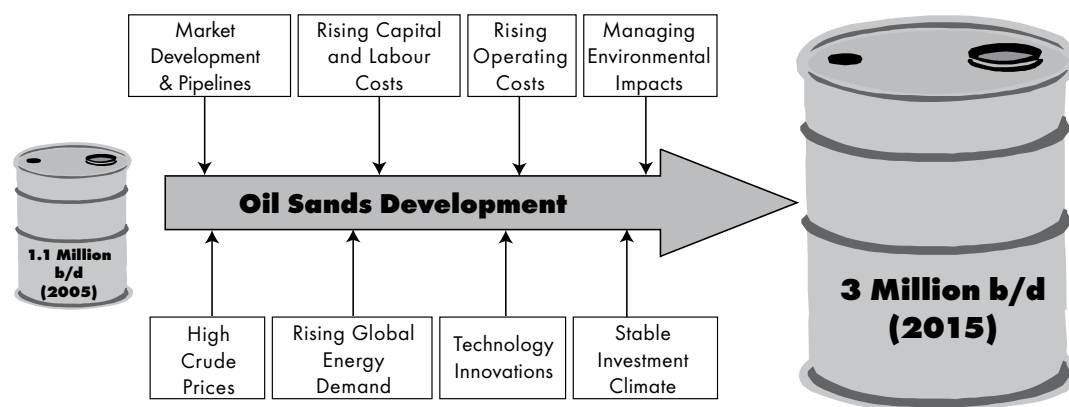 Market
Development
& Pipelines
Rising Capital
and Labour
Costs
Rising
Operating
Costs
Managing
Environmental
Impacts
Oil Sands Development
1.1 Million
b/d
(2005)
3 Million b/d
(2015)
High
Crude
Prices
Rising Global
Energy
Demand
Technology
Innovations
Stable
Investment
Climate